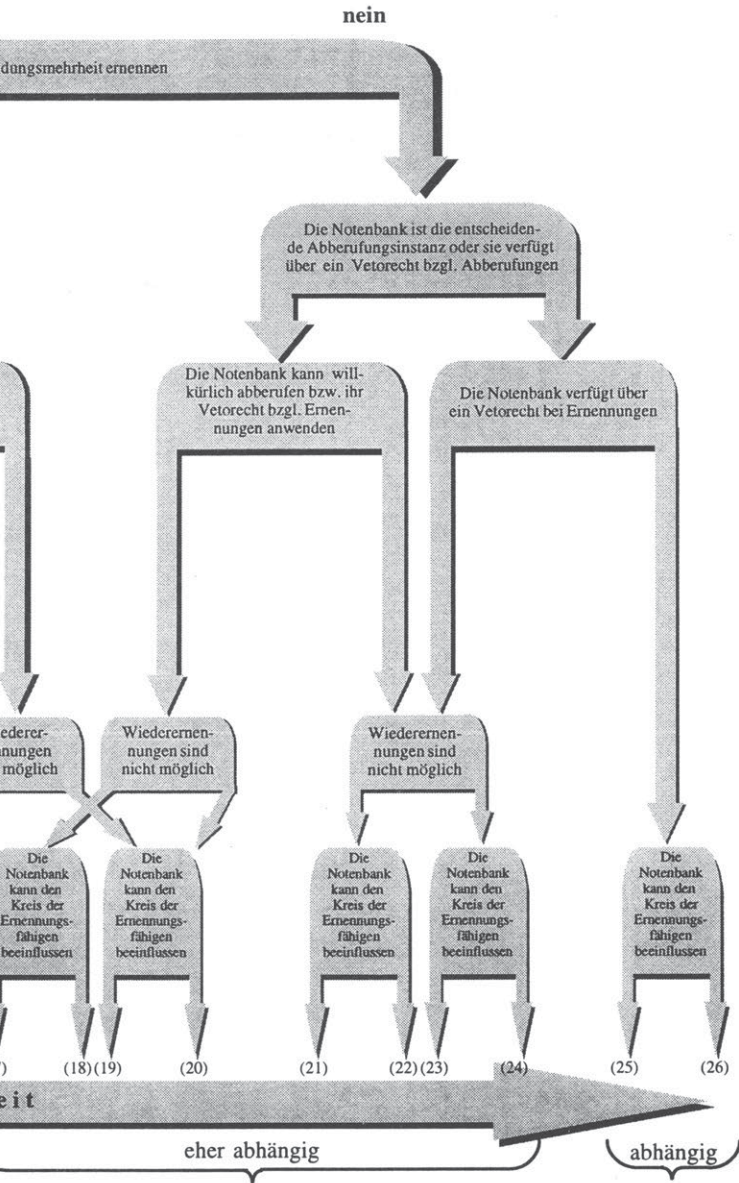 nein
dungsmehrheit ernennen
Die Notenbank ist die entscheiden-
de Abberufungsinstanz oder sie verfügt
über ein Vetorecht bzgl. Abberufungen
Die Notenbank kann will-
kürlich abberufen bzw. ihr
Vetorecht bzgl. Ernen-
nungen anwenden
Die Notenbank verfügt über
ein Vetorecht bei Ernennungen
ederer-
nungen
möglich
Wiederernen-
nungen sind
nicht möglich
Wiederernen-
nungen sind
nicht möglich
Die
Notenbank
kann den
Kreis der
Ernennungs-
fähigen
beeinflussen
Die
Notenbank
kann den
Kreis der
Ernennungs-
fähigen
beeinflussen
Die
Notenbank
kann den
Kreis der
Ernennungs-
fähigen
beeinflussen
Die
Notenbank
kann den
Kreis der
Ernennungs-
fähigen
beeinflussen
Die
Notenbank
kann den
Kreis der
Ernennungs-
fähigen
beeinflussen
(18) (19) (20) (21) (22) (23) (24) (25) (26)
eit
eher abhängig abhängig